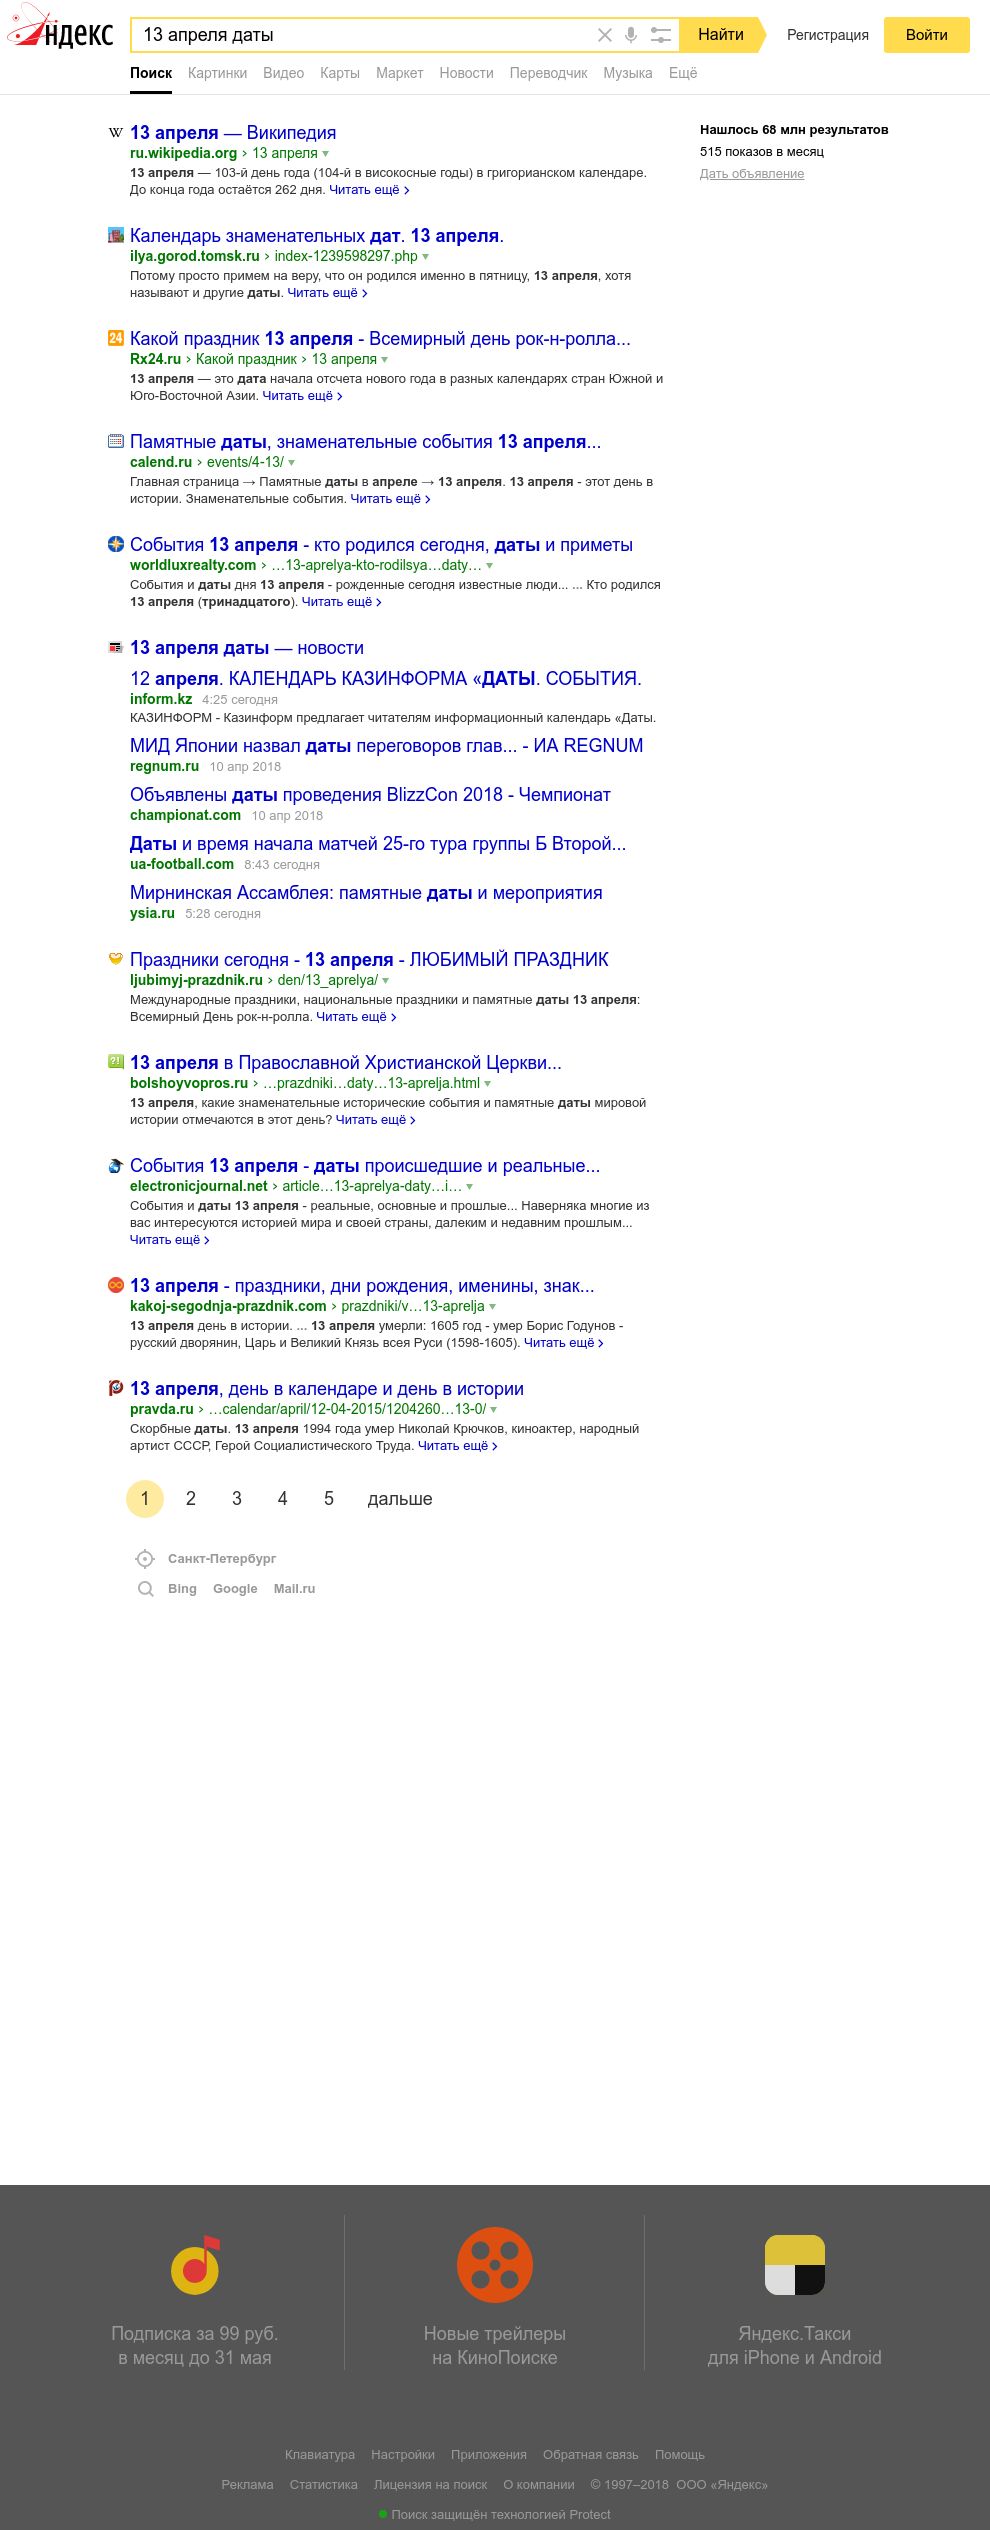 Яндекс
13 апреля даты
Найти
Регистрация
Войти
Поиск Картинки Видео Карты Маркет Новости Переводчик Музыка Ещё
Нашлось 68 млн результатов
515 показов в месяц
Дать объявление
13 апреля — Википедия
ru.wikipedia.org › 13 апреля
13 апреля — 103-й день года (104-й в високосные годы) в григорианском календаре.
До конца года остаётся 262 дня. Читать ещё ›
Календарь знаменательных дат. 13 апреля.
ilya.gorod.tomsk.ru › index-1239598297.php
Потому просто примем на веру, что он родился именно в пятницу, 13 апреля, хотя
называют и другие даты. Читать ещё ›
24
Какой праздник 13 апреля - Всемирный день рок-н-ролла...
Rx24.ru › Какой праздник › 13 апреля
13 апреля — это дата начала отсчета нового года в разных календарях стран Южной и
Юго-Восточной Азии. Читать ещё ›
Памятные даты, знаменательные события 13 апреля...
calend.ru › events/4-13/
Главная страница → Памятные даты в апреле → 13 апреля. 13 апреля - этот день в
истории. Знаменательные события. Читать ещё ›
События 13 апреля - кто родился сегодня, даты и приметы
worldluxrealty.com › …13-aprelya-kto-rodilsya…daty…
События и даты дня 13 апреля - рожденные сегодня известные люди... ... Кто родился
13 апреля (тринадцатого). Читать ещё ›
13 апреля даты — новости
12 апреля. КАЛЕНДАРЬ КАЗИНФОРМА «ДАТЫ. СОБЫТИЯ.
inform.kz 4:25 сегодня
КАЗИНФОРМ - Казинформ предлагает читателям информационный календарь «Даты.
МИД Японии назвал даты переговоров глав... - ИА REGNUM
regnum.ru 10 апр 2018
Объявлены даты проведения BlizzCon 2018 - Чемпионат
championat.com 10 апр 2018
Даты и время начала матчей 25-го тура группы Б Второй...
ua-football.com 8:43 сегодня
Мирнинская Ассамблея: памятные даты и мероприятия
ysia.ru 5:28 сегодня
Праздники сегодня - 13 апреля - ЛЮБИМЫЙ ПРАЗДНИК
ljubimyj-prazdnik.ru › den/13_aprelya/
Международные праздники, национальные праздники и памятные даты 13 апреля:
Всемирный День рок-н-ролла. Читать ещё ›
?!
13 апреля в Православной Христианской Церкви...
bolshoyvopros.ru › …prazdniki…daty…13-aprelja.html
13 апреля, какие знаменательные исторические события и памятные даты мировой
истории отмечаются в этот день? Читать ещё ›
События 13 апреля - даты происшедшие и реальные...
electronicjournal.net › article…13-aprelya-daty…i…
События и даты 13 апреля - реальные, основные и прошлые... Наверняка многие из
вас интересуются историей мира и своей страны, далеким и недавним прошлым...
Читать ещё ›
13 апреля - праздники, дни рождения, именины, знак...
kakoj-segodnja-prazdnik.com › prazdniki/v…13-aprelja
13 апреля день в истории. ... 13 апреля умерли: 1605 год - умер Борис Годунов -
русский дворянин, Царь и Великий Князь всея Руси (1598-1605). Читать ещё ›
13 апреля, день в календаре и день в истории
pravda.ru › …calendar/april/12-04-2015/1204260…13-0/
Скорбные даты. 13 апреля 1994 года умер Николай Крючков, киноактер, народный
артист СССР, Герой Социалистического Труда. Читать ещё ›
1 2 3 4 5 дальше
Санкт-Петербург
Bing Google Mail.ru
Подписка за 99 руб.
в месяц до 31 мая
Новые трейлеры
на КиноПоиске
Яндекс.Такси
для iPhone и Android
Клавиатура Настройки Приложения Обратная связь Помощь
Реклама Статистика Лицензия на поиск О компании © 1997–2018 ООО «Яндекс»
Поиск защищён технологией Protect